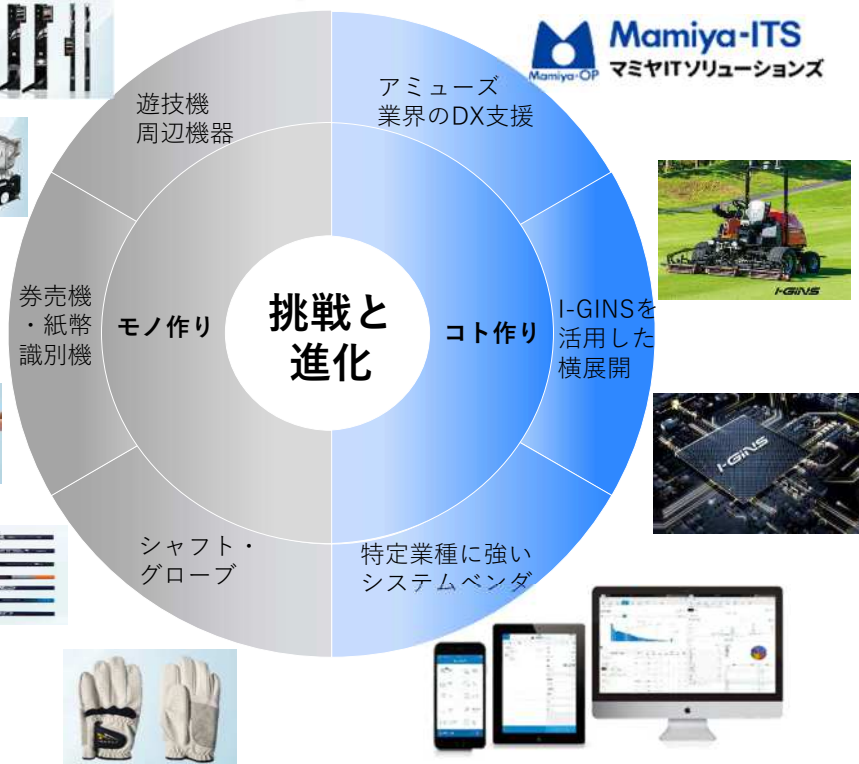 Mamiya-OP
Mamiya-ITS
マミヤITソリューションズ
遊技機
周辺機器
アミューズ
業界のDX支援
券売機
・紙幣
識別機
モノ作り
挑戦と
進化
コト作り
I-GINSを
活用した
横展開
I-GINS
I-GINS
シャフト・
グローブ
特定業種に強い
システムベンダ